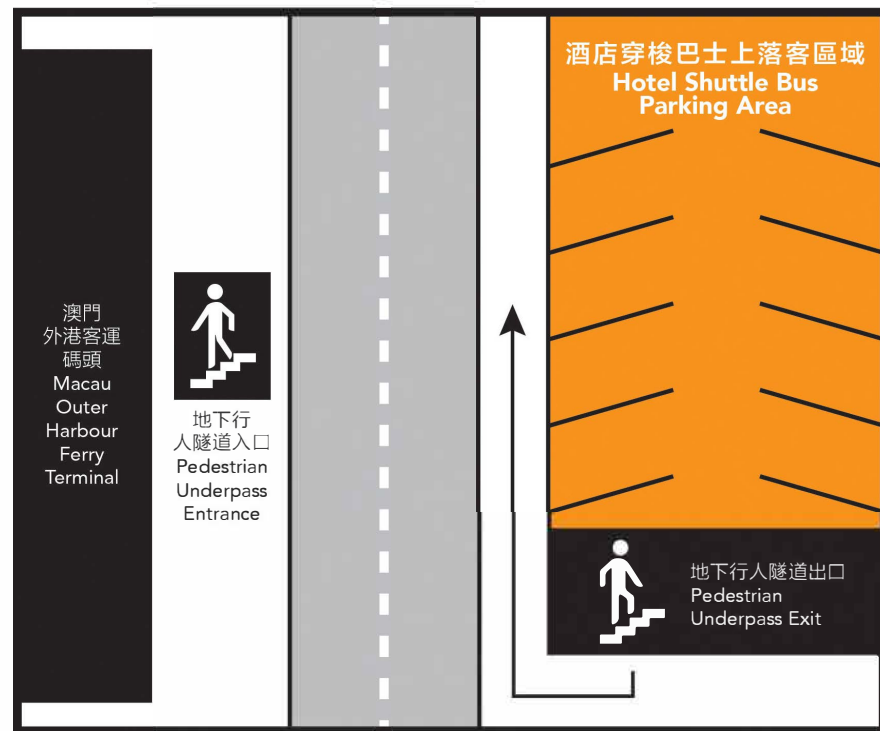 酒店穿梭巴士上落客區域
Hotel Shuttle Bus
Parking Area
澳門
外港客運
碼頭
Macau
Outer
Harbour
Ferry
Terminal
地下行
人隧道入口
Pedestrian
Underpass
Entrance
地下行人隧道出口
Pedestrian
Underpass Exit